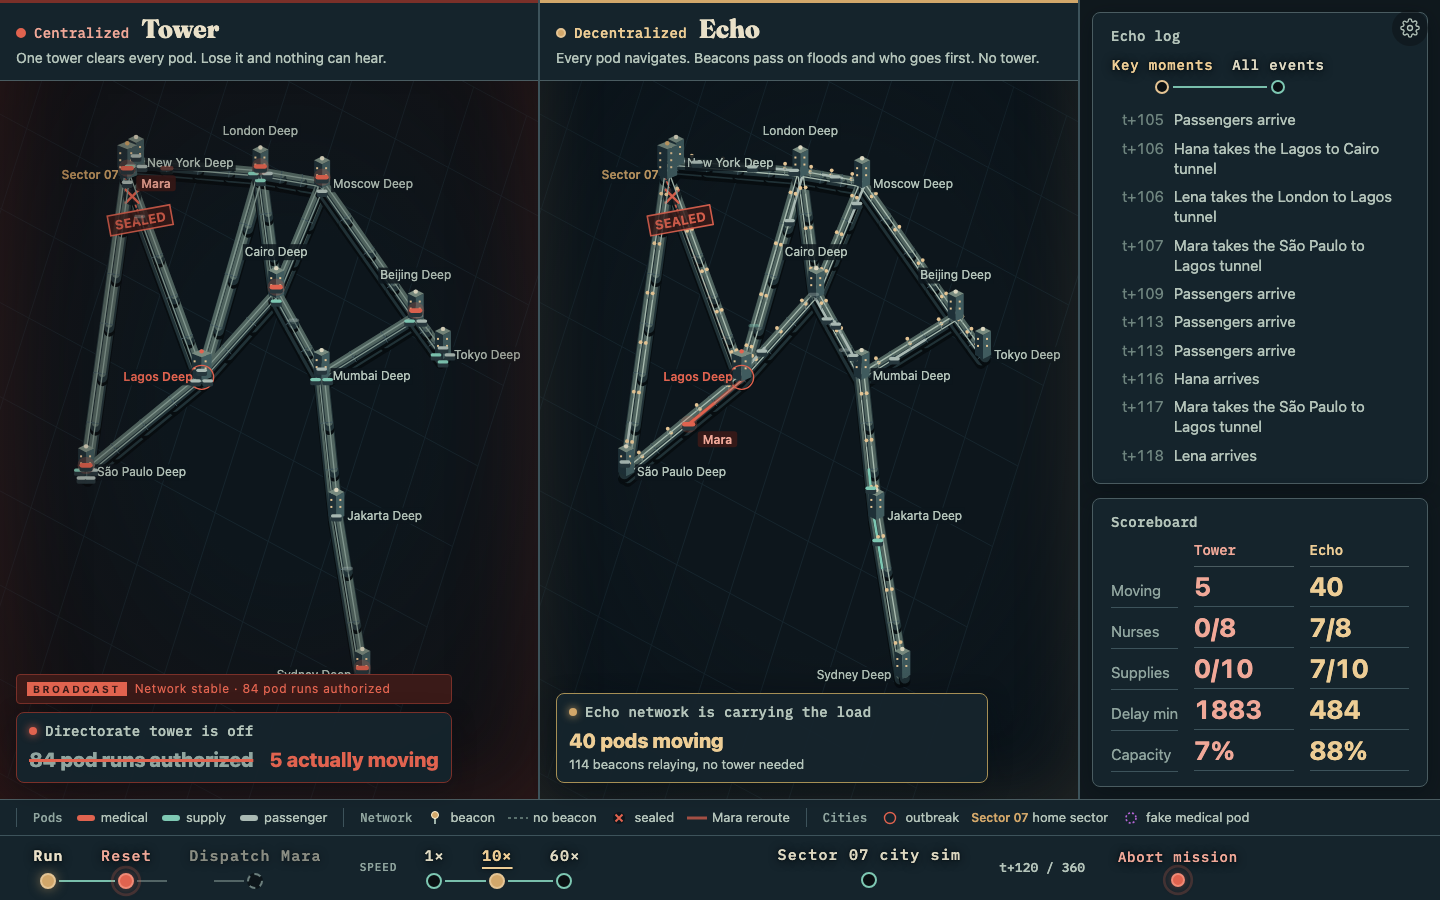 Centralized Tower
One tower clears every pod. Lose it and nothing can hear.
London Deep
New York Deep
Sector 07
Mara
Moscow Deep
SEALED
Cairo Deep
Beijing Deep
Tokyo Deep
Lagos Deep
Mumbai Deep
São Paulo Deep
Jakarta Deep
Sydney Deep
BROADCAST Network stable · 84 pod runs authorized
Directorate tower is off
84 pod runs authorized 5 actually moving
Decentralized Echo
Every pod navigates. Beacons pass on floods and who goes first. No tower.
London Deep
New York Deep
Sector 07
Moscow Deep
SEALED
Cairo Deep
Beijing Deep
Tokyo Deep
Lagos Deep
Mumbai Deep
Mara
São Paulo Deep
Jakarta Deep
Sydney Deep
Echo network is carrying the load
40 pods moving
114 beacons relaying, no tower needed
Echo log
Key moments All events
t+105 Passengers arrive
t+106 Hana takes the Lagos to Cairo
tunnel
t+106 Lena takes the London to Lagos
tunnel
t+107 Mara takes the São Paulo to
Lagos tunnel
t+109 Passengers arrive
t+113 Passengers arrive
t+113 Passengers arrive
t+116 Hana arrives
t+117 Mara takes the São Paulo to
Lagos tunnel
t+118 Lena arrives
Scoreboard
Tower Echo
Moving 5 40
Nurses 0/8 7/8
Supplies 0/10 7/10
Delay min 1883 484
Capacity 7% 88%
Pods medical supply passenger Network beacon no beacon sealed Mara reroute Cities outbreak Sector 07 home sector fake medical pod
Run Reset Dispatch Mara SPEED 1× 10× 60× Sector 07 city sim t+120 / 360 Abort mission